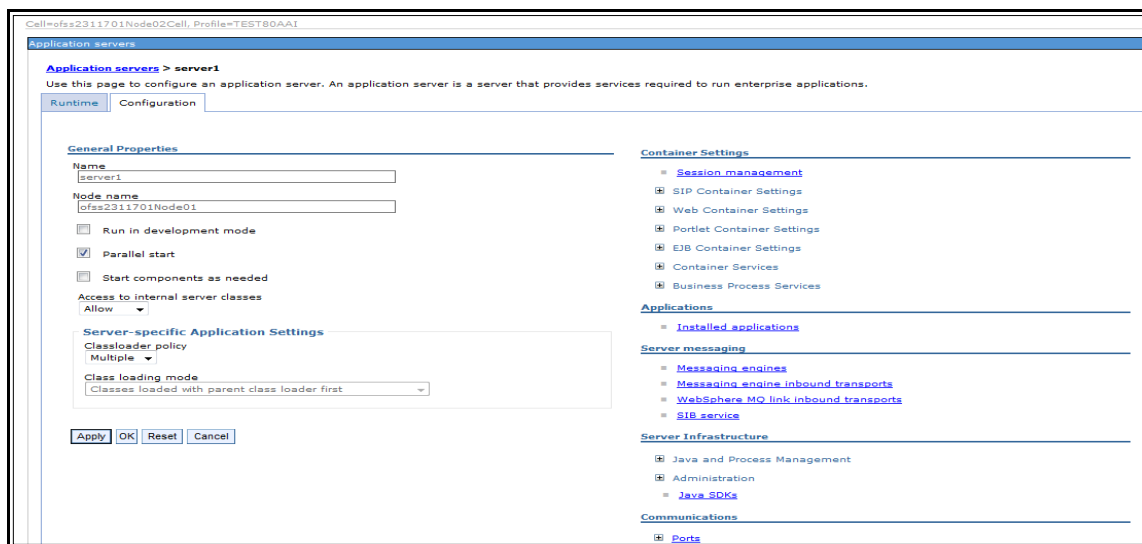 Cell=ofss2311701Node02Cell, Profile=TEST80AAI
Application servers
Application servers > server1
Use this page to configure an application server. An application server is a server that provides services required to run enterprise applications.
Runtime
Configuration
General Properties
Name
server1
Node name
ofss2311701Node01
Run in development mode
Parallel start
Start components as needed
Access to internal server classes
Allow
Server-specific Application Settings
Classloader policy
Multiple
Class loading mode
Classes loaded with parent class loader first
Apply OK Reset Cancel
Container Settings
Session management
SIP Container Settings
Web Container Settings
Portlet Container Settings
EJB Container Settings
Container Services
Business Process Services
Applications
Installed applications
Server messaging
Messaging engines
Messaging engine inbound transports
WebSphere MQ link inbound transports
SIB service
Server Infrastructure
Java and Process Management
Administration
Java SDKs
Communications
Ports